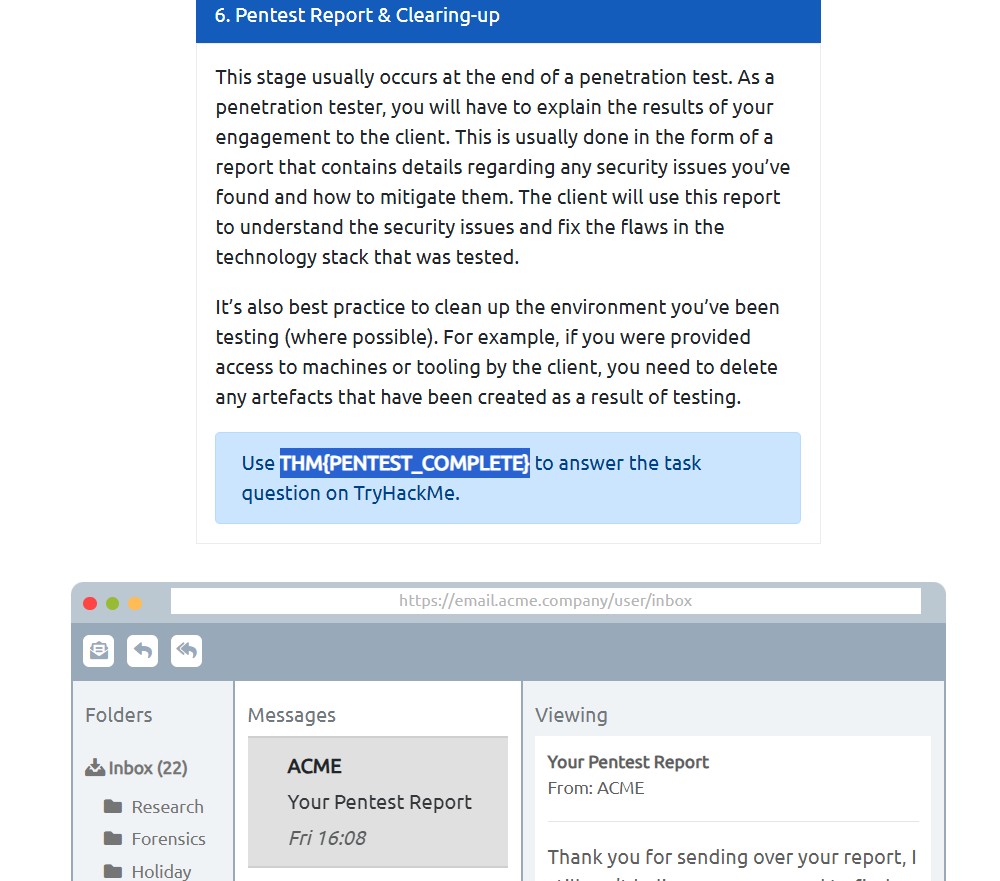 6. Pentest Report & Clearing-up
This stage usually occurs at the end of a penetration test. As a
penetration tester, you will have to explain the results of your
engagement to the client. This is usually done in the form of a
report that contains details regarding any security issues you’ve
found and how to mitigate them. The client will use this report
to understand the security issues and fix the flaws in the
technology stack that was tested.
It’s also best practice to clean up the environment you’ve been
testing (where possible). For example, if you were provided
access to machines or tooling by the client, you need to delete
any artefacts that have been created as a result of testing.
Use THM{PENTEST_COMPLETE} to answer the task
question on TryHackMe.
https://email.acme.company/user/inbox
Folders
Inbox (22)
Research
Forensics
Holiday
Messages
ACME
Your Pentest Report
Fri 16:08
Viewing
Your Pentest Report
From: ACME
Thank you for sending over your report, I